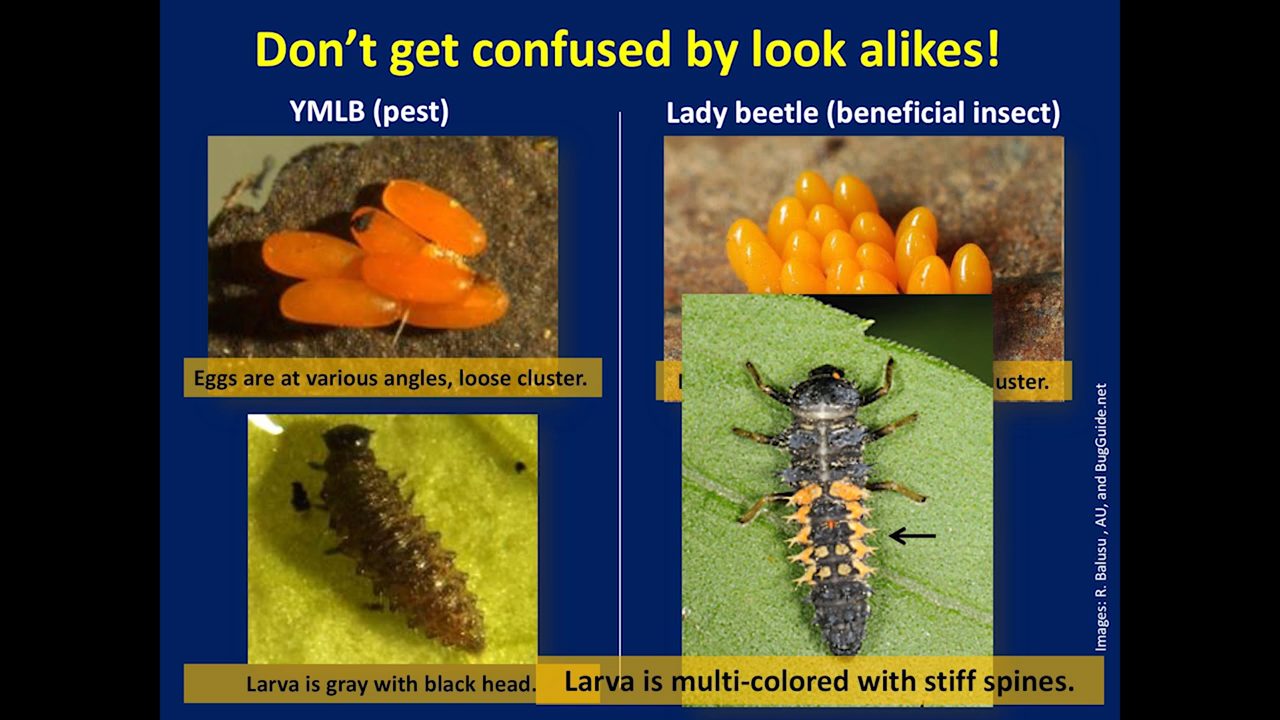 Don't get confused by look alikes!
YMLB (pest)
Lady beetle (beneficial insect)
Eggs are at various angles, loose cluster.
uster.
Larva is gray with black head.
Larva is multi-colored with stiff spines.
Images: R. Balusu , AU, and BugGuide.net